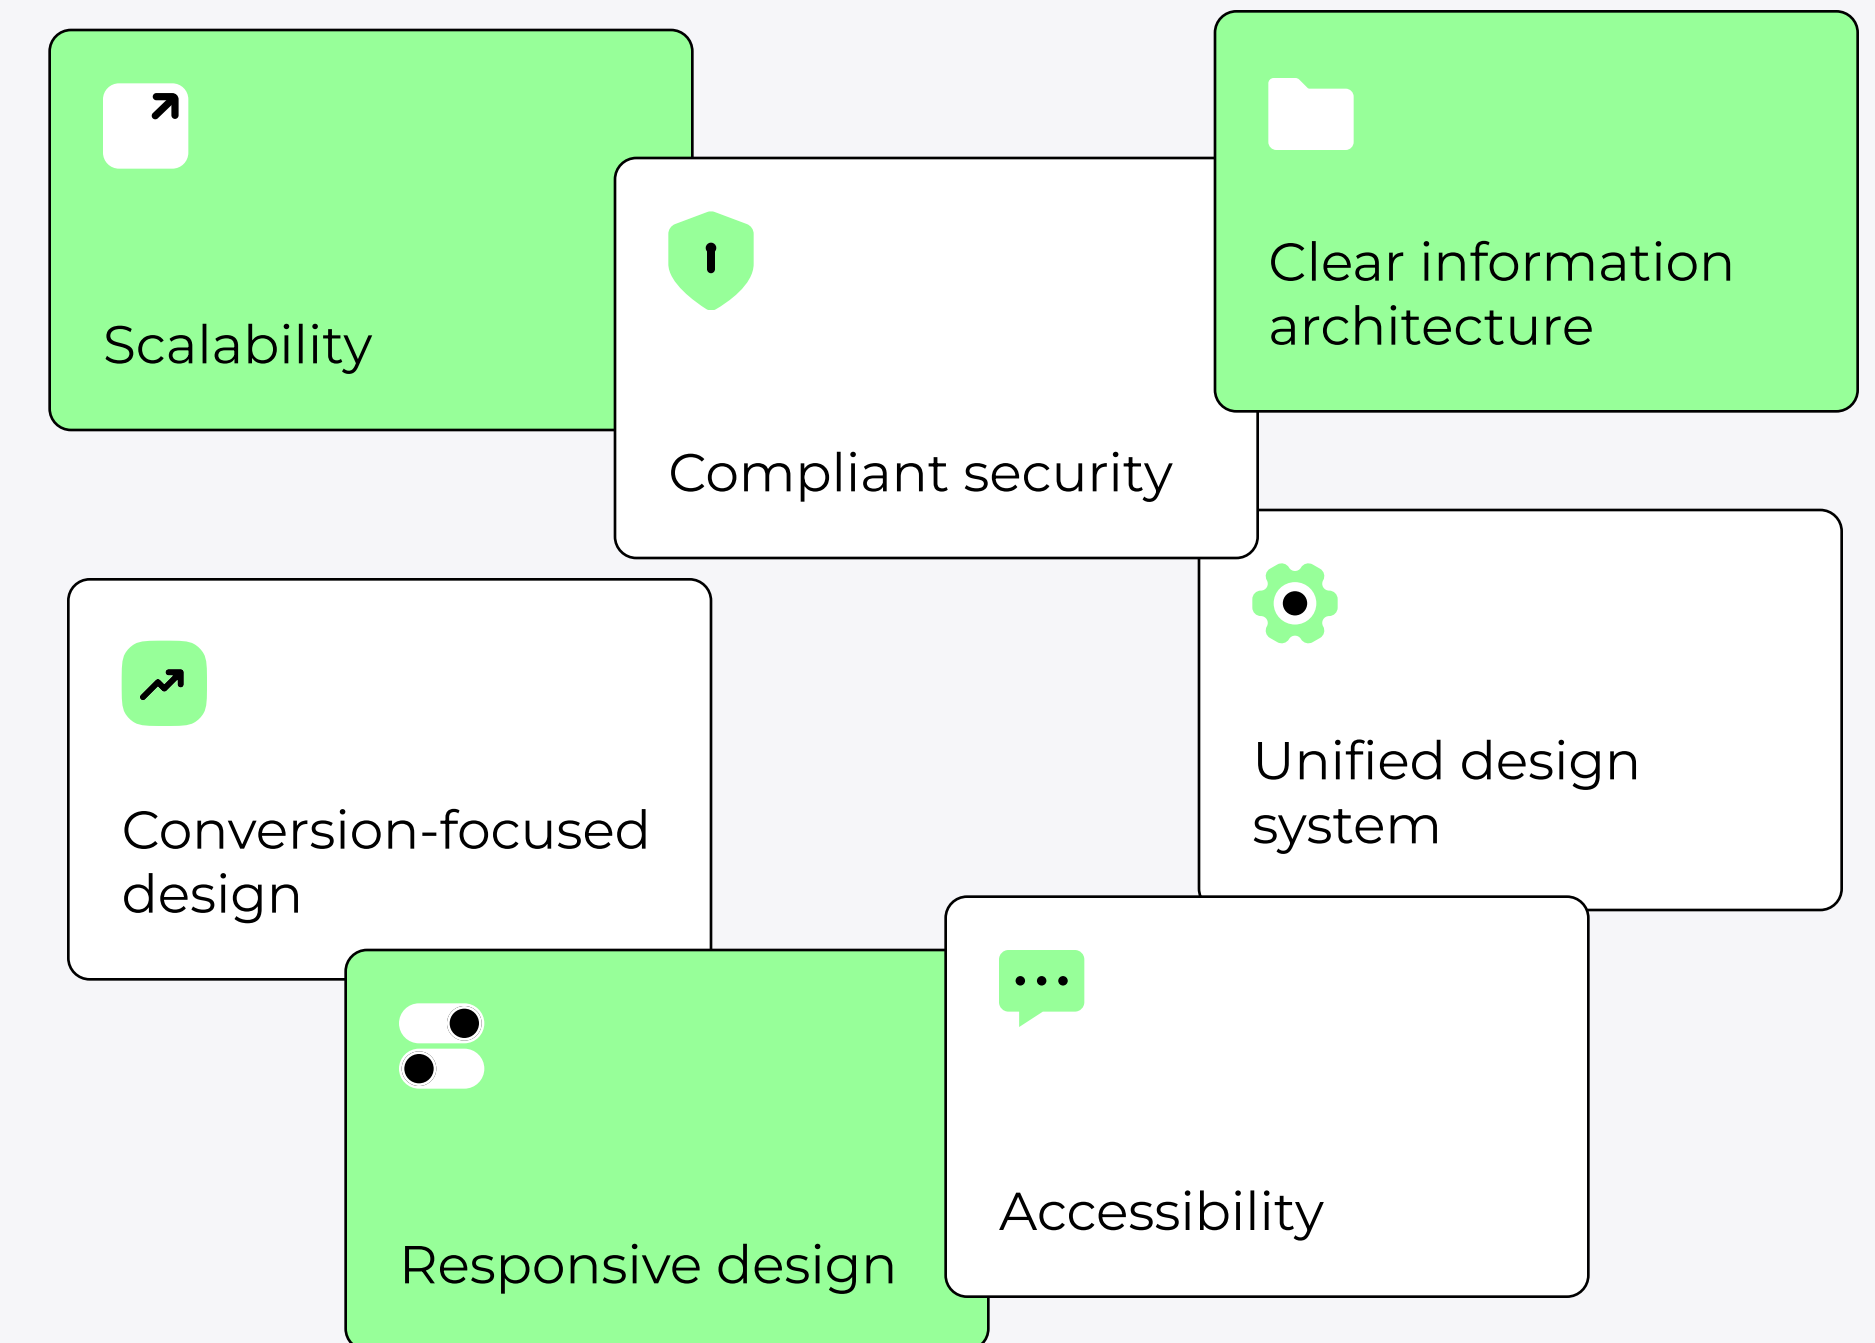 Scalability
Compliant security
Clear information
architecture
Conversion-focused
design
Unified design
system
Responsive design
Accessibility